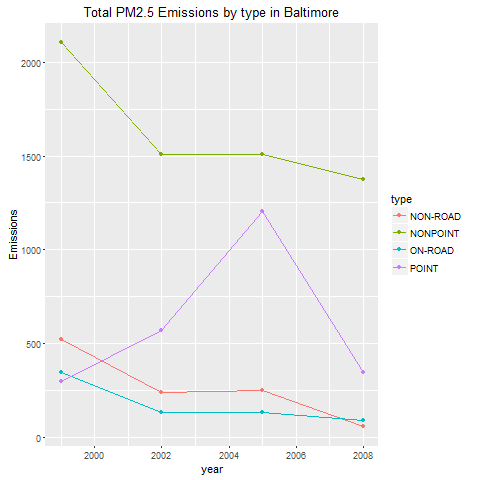 Total PM2.5 Emissions by type in Baltimore
2000
1500
1000
500
0
Emissions
2000
2002
2004
2006
2008
year
type
NON-ROAD
NONPOINT
ON-ROAD
POINT